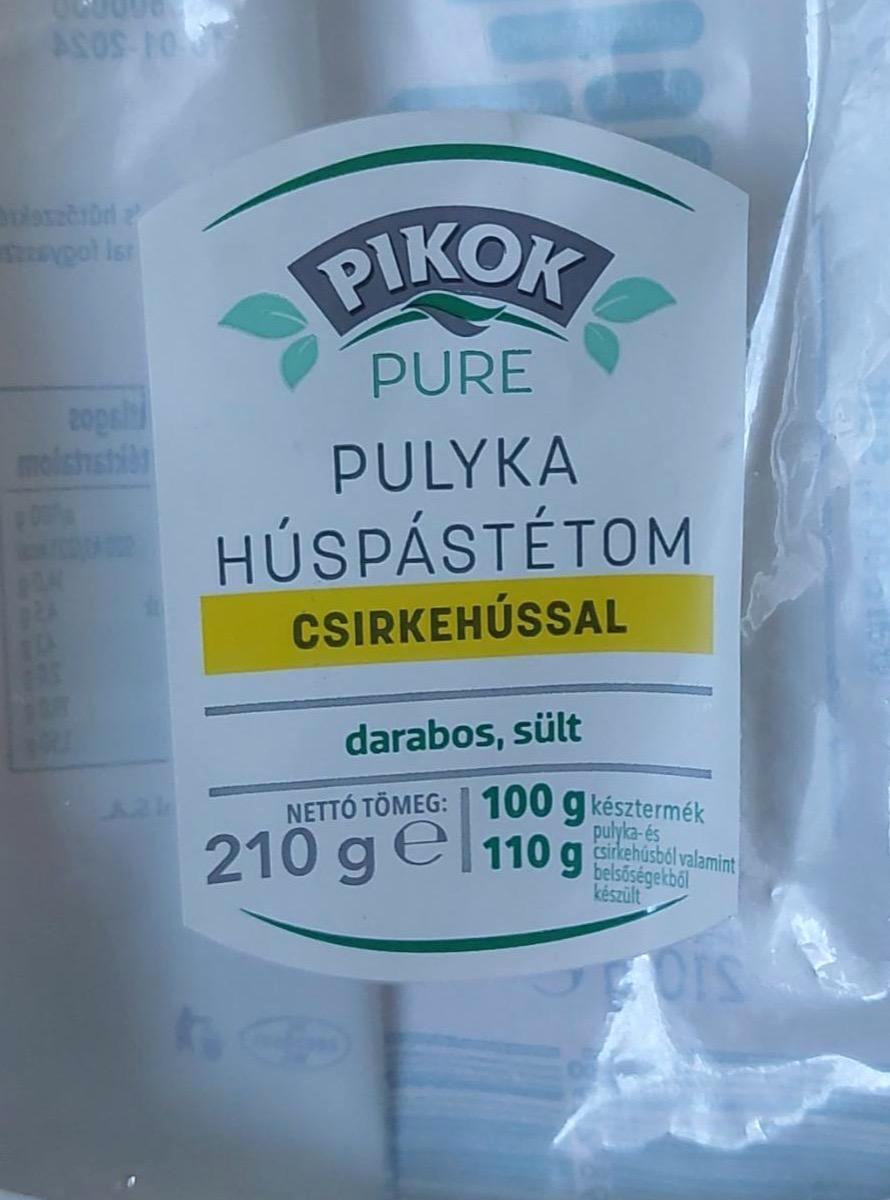 PIKOK
PURE
PULYKA
HÚSPÁSTÉTOM
CSIRKEHÚSSAL
darabos, sült
NETTÓ TÖMEG:
210 g e
100 g késztermék
110 g pulyka- és
csirkehúsból valamint
belsőségekből
készült